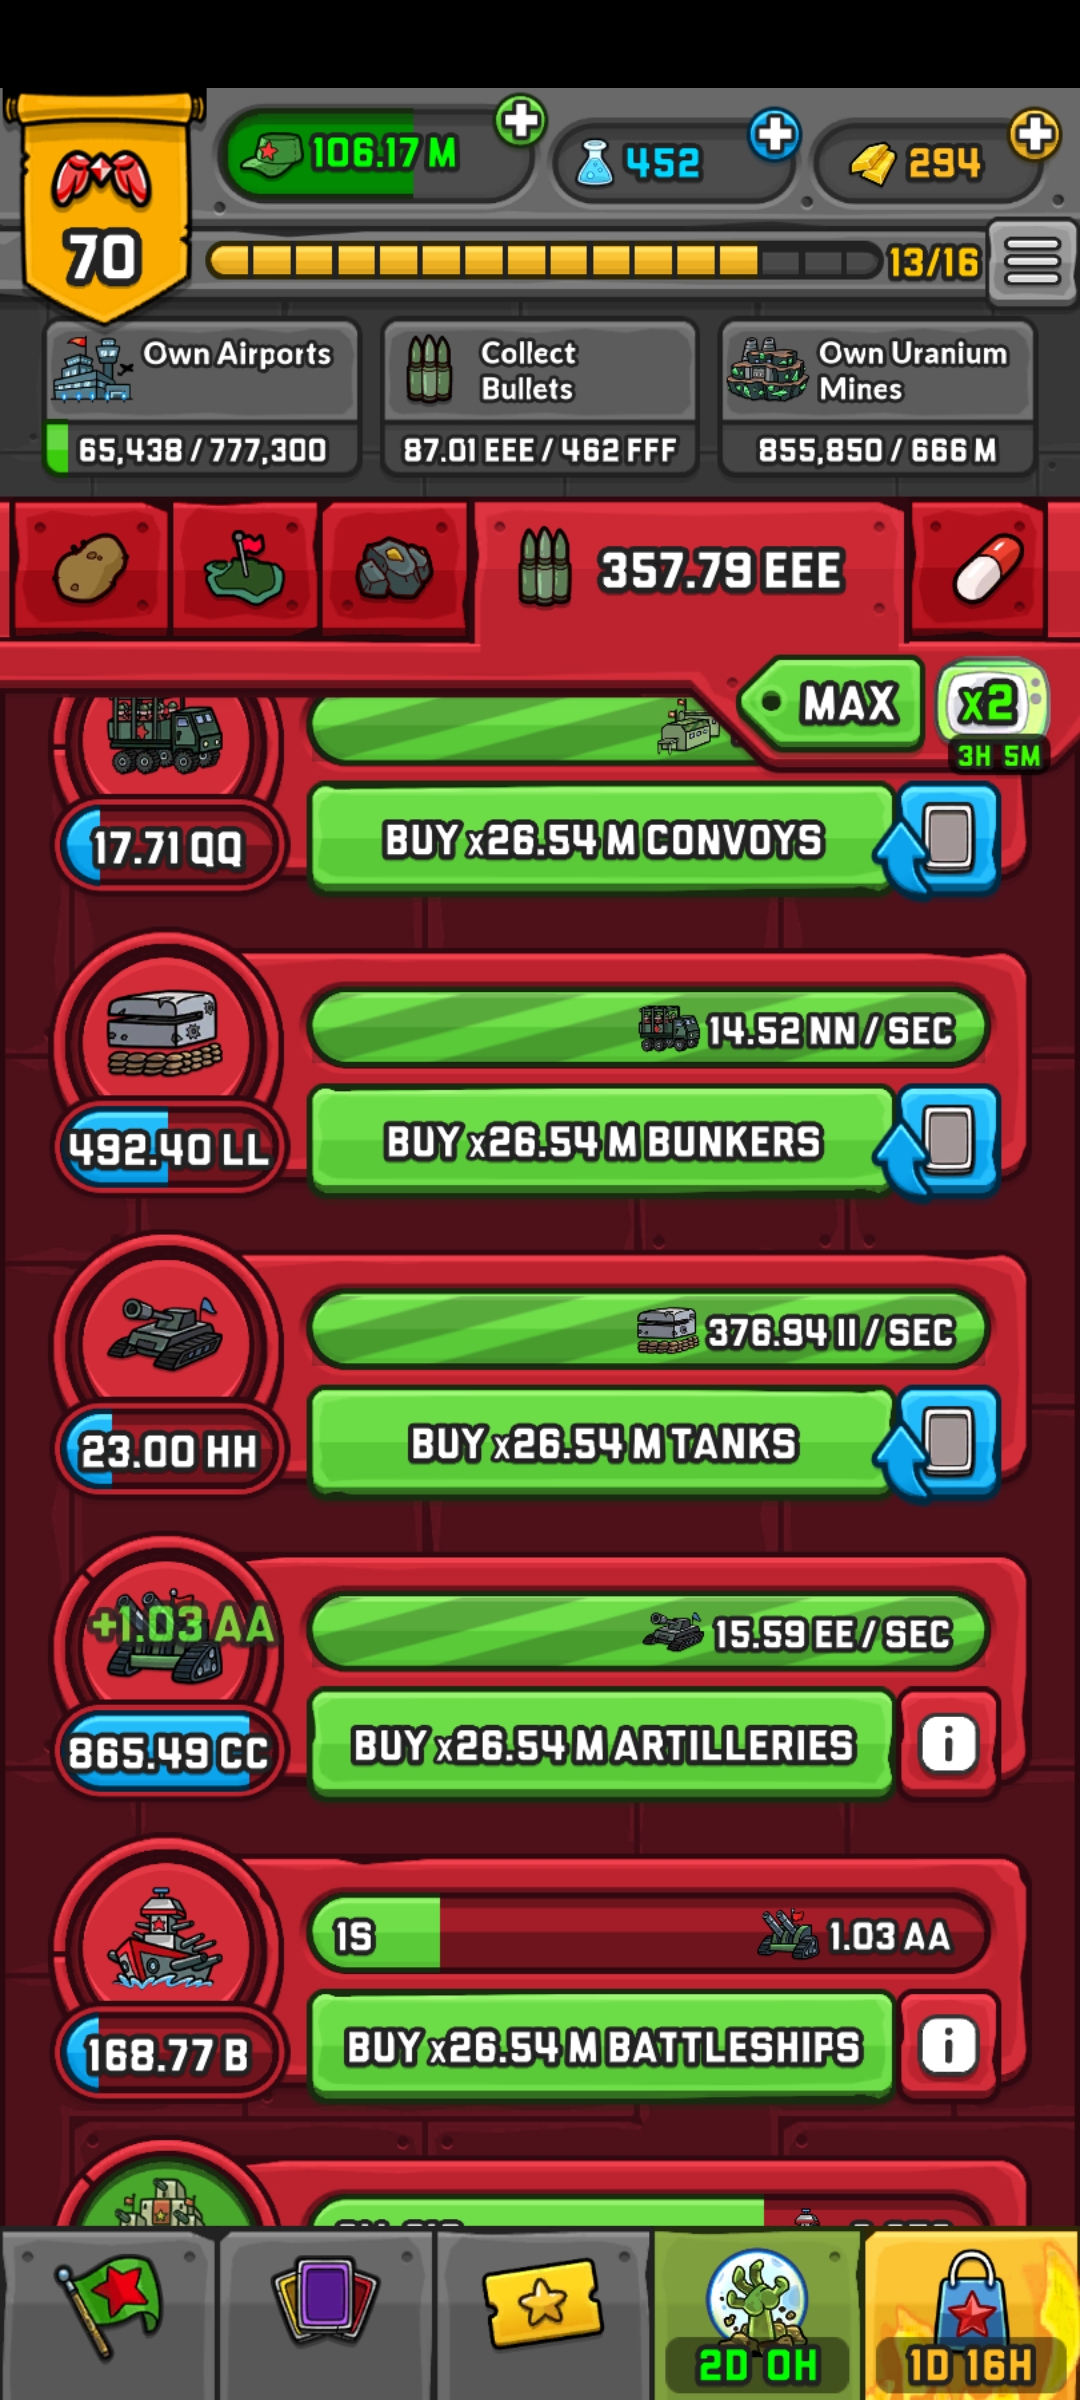 106.17 M
452
294
70
13/16
Own Airports
65,438 / 777,300
Collect
Bullets
87.01 EEE / 462 FFF
Own Uranium
Mines
855,850 / 666 M
357.79 EEE
MAX
x2
3H 5M
17.71 QQ
BUY x26.54 M CONVOYS
14.52 NN / SEC
492.40 LL
BUY x26.54 M BUNKERS
376.94 II / SEC
23.00 HH
BUY x26.54 M TANKS
+1.03 AA
15.59 EE / SEC
865.49 CC
BUY x26.54 M ARTILLERIES
i
1S
1.03 AA
168.77 B
BUY x26.54 M BATTLESHIPS
i
2D 0H
1D 16H